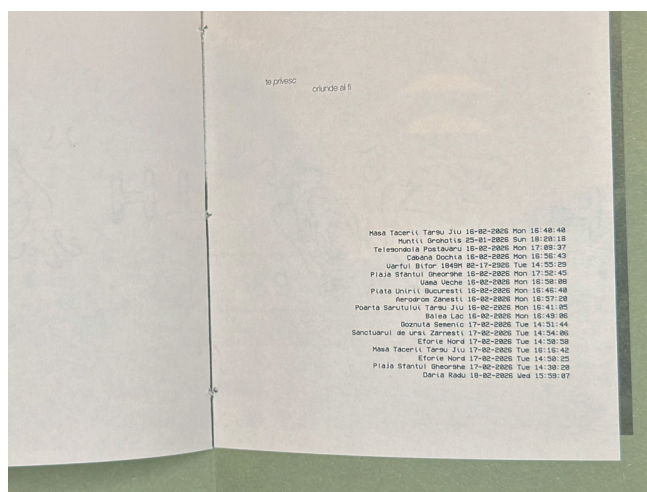 te privesc
oriunde ai fi
Masa Tacerii Targu Jiu 16-02-2026 Mon 16:40:40
Muntii Grohotis 25-01-2026 Sun 18:20:18
Telegondola Postavaru 16-02-2026 Mon 17:09:37
Cabana Dochia 16-02-2026 Mon 16:56:43
Varful Bifor 1849M 02-17-2926 Tue 14:55:29
Plaja Sfantul Gheorghe 16-02-2026 Mon 17:52:45
Vama Veche 16-02-2026 Mon 16:50:08
Piata Unirii Bucuresti 16-02-2026 Mon 16:46:40
Aerodrom Zanesti 16-02-2026 Mon 16:57:20
Poarta Sarutului Targu Jiu 16-02-2026 Mon 16:41:05
Balea Lac 16-02-2026 Mon 16:49:06
Goznuta Semenic 17-02-2026 Tue 14:51:44
Sanctuarul de ursi Zarnesti 17-02-2026 Tue 14:54:06
Eforie Nord 17-02-2026 Tue 14:50:58
Masa Tacerii Targu Jiu 17-02-2026 Tue 16:16:42
Eforie Nord 17-02-2026 Tue 14:50:25
Plaja Sfantul Gheorghe 17-02-2026 Tue 14:30:20
Daria Radu 18-02-2026 Wed 15:59:07